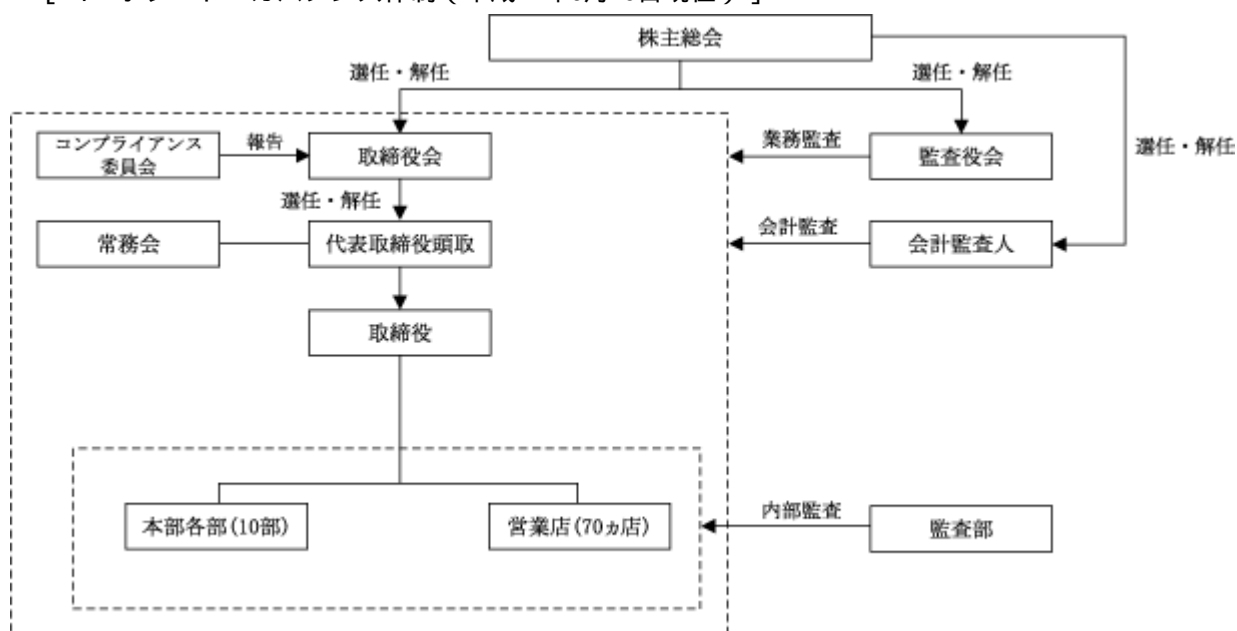 株主総会
選任・解任
選任・解任
コンプライアンス
委員会
報告
取締役会
業務監査
監査役会
選任・解任
選任・解任
常務会
代表取締役頭取
会計監査
会計監査人
取締役
本部各部(10部)
営業店(70ヵ店)
内部監査
監査部